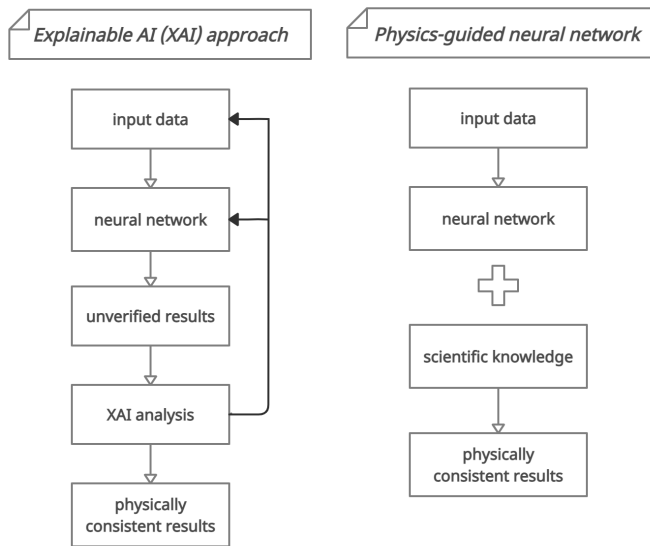 Explainable AI (XAI) approach
input data
neural network
unverified results
XAI analysis
physically
consistent results
Physics-guided neural network
input data
neural network
scientific knowledge
physically
consistent results